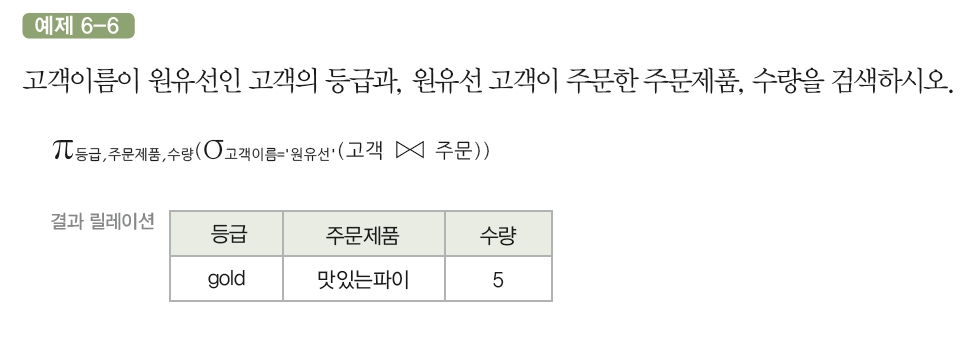 예제 6-6
고객이름이 원유선인 고객의 등급과, 원유선 고객이 주문한 주문제품, 수량을 검색하시오.
π등급,주문제품,수량(σ고객이름='원유선'(고객 ⋈ 주문))
결과 릴레이션
등급 주문제품 수량
gold 맛있는파이 5